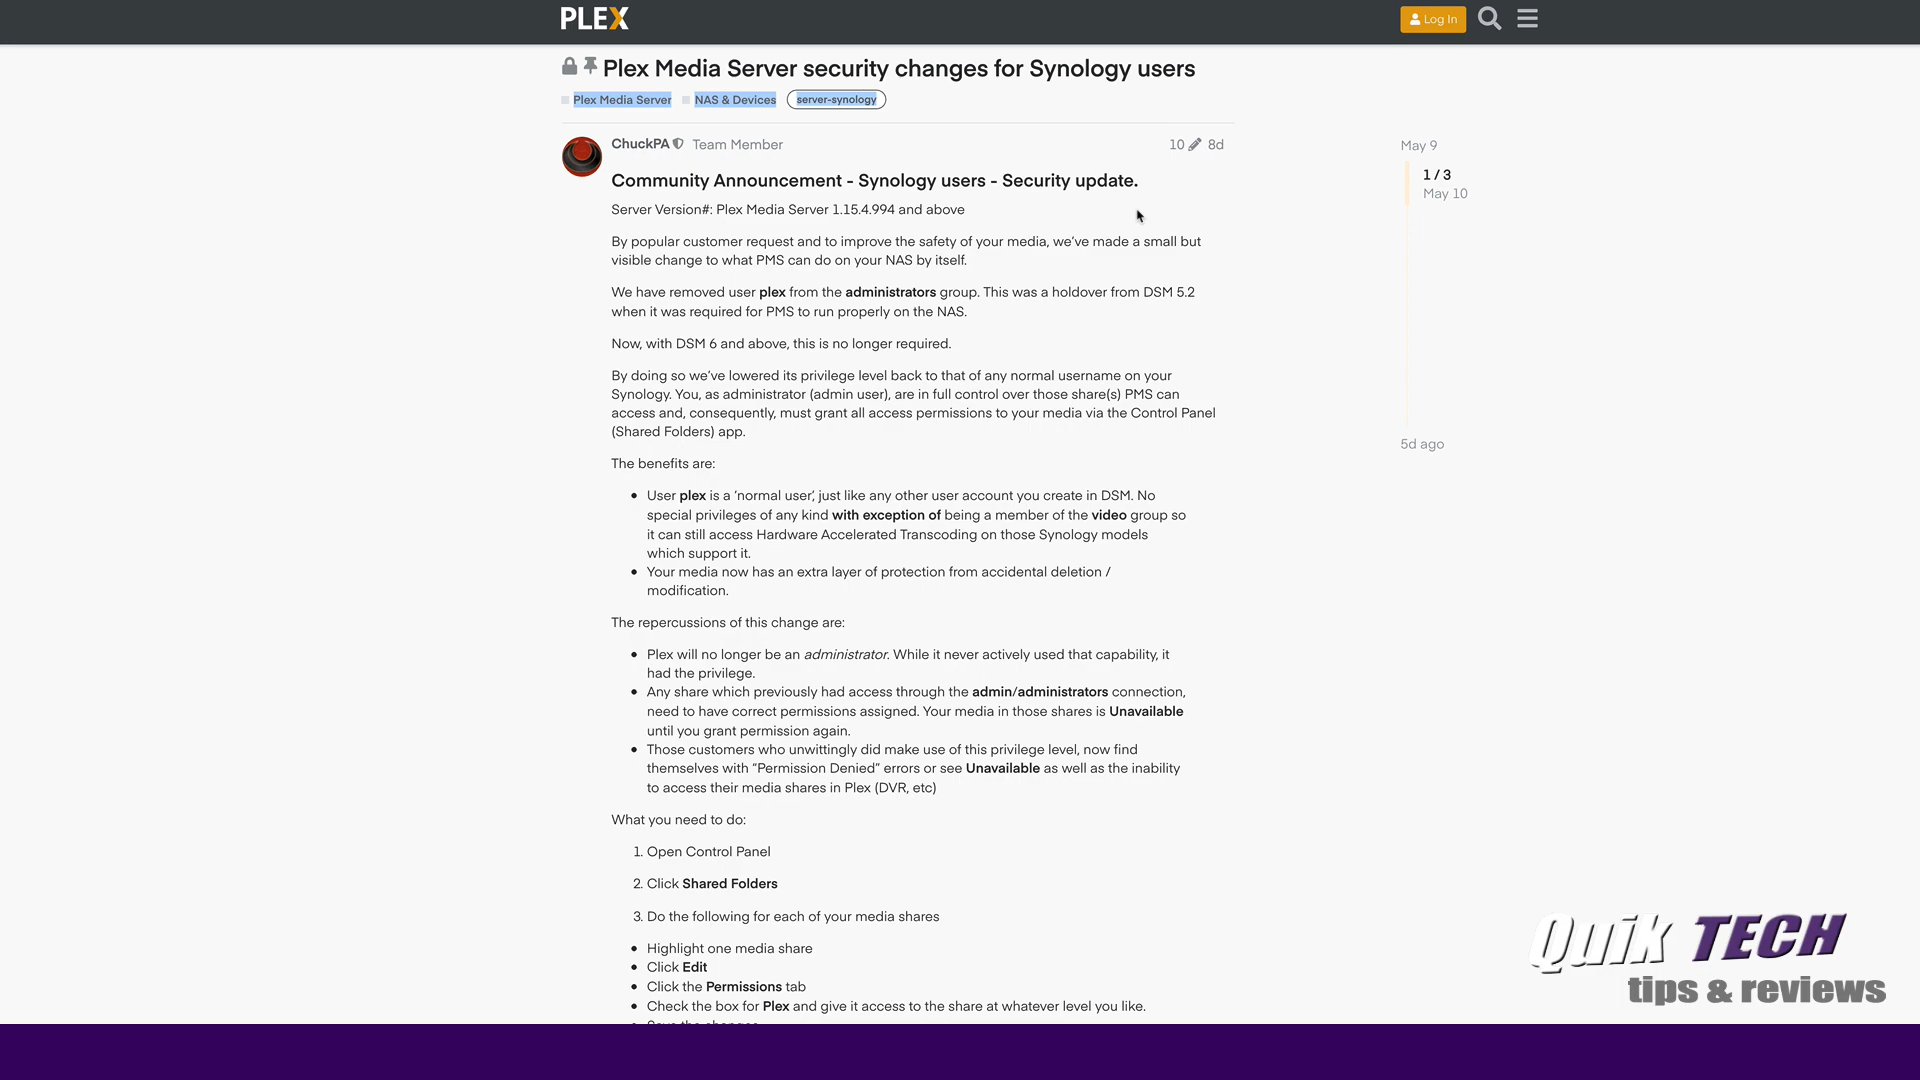 PLEX
Log In
Plex Media Server security changes for Synology users
Plex Media Server NAS & Devices server-synology
ChuckPA Team Member 10 8d
May 9
1 / 3
May 10
5d ago
Community Announcement - Synology users - Security update.
Server Version#: Plex Media Server 1.15.4.994 and above
By popular customer request and to improve the safety of your media, we've made a small but
visible change to what PMS can do on your NAS by itself.
We have removed user plex from the administrators group. This was a holdover from DSM 5.2
when it was required for PMS to run properly on the NAS.
Now, with DSM 6 and above, this is no longer required.
By doing so we've lowered its privilege level back to that of any normal username on your
Synology. You, as administrator (admin user), are in full control over those share(s) PMS can
access and, consequently, must grant all access permissions to your media via the Control Panel
(Shared Folders) app.
The benefits are:
• User plex is a ‘normal user’, just like any other user account you create in DSM. No
special privileges of any kind with exception of being a member of the video group so
it can still access Hardware Accelerated Transcoding on those Synology models
which support it.
• Your media now has an extra layer of protection from accidental deletion /
modification.
The repercussions of this change are:
• Plex will no longer be an administrator. While it never actively used that capability, it
had the privilege.
• Any share which previously had access through the admin/administrators connection,
need to have correct permissions assigned. Your media in those shares is Unavailable
until you grant permission again.
• Those customers who unwittingly did make use of this privilege level, now find
themselves with “Permission Denied” errors or see Unavailable as well as the inability
to access their media shares in Plex (DVR, etc)
What you need to do:
1. Open Control Panel
2. Click Shared Folders
3. Do the following for each of your media shares
• Highlight one media share
• Click Edit
• Click the Permissions tab
• Check the box for Plex and give it access to the share at whatever level you like.
Quik TECH
tips & reviews